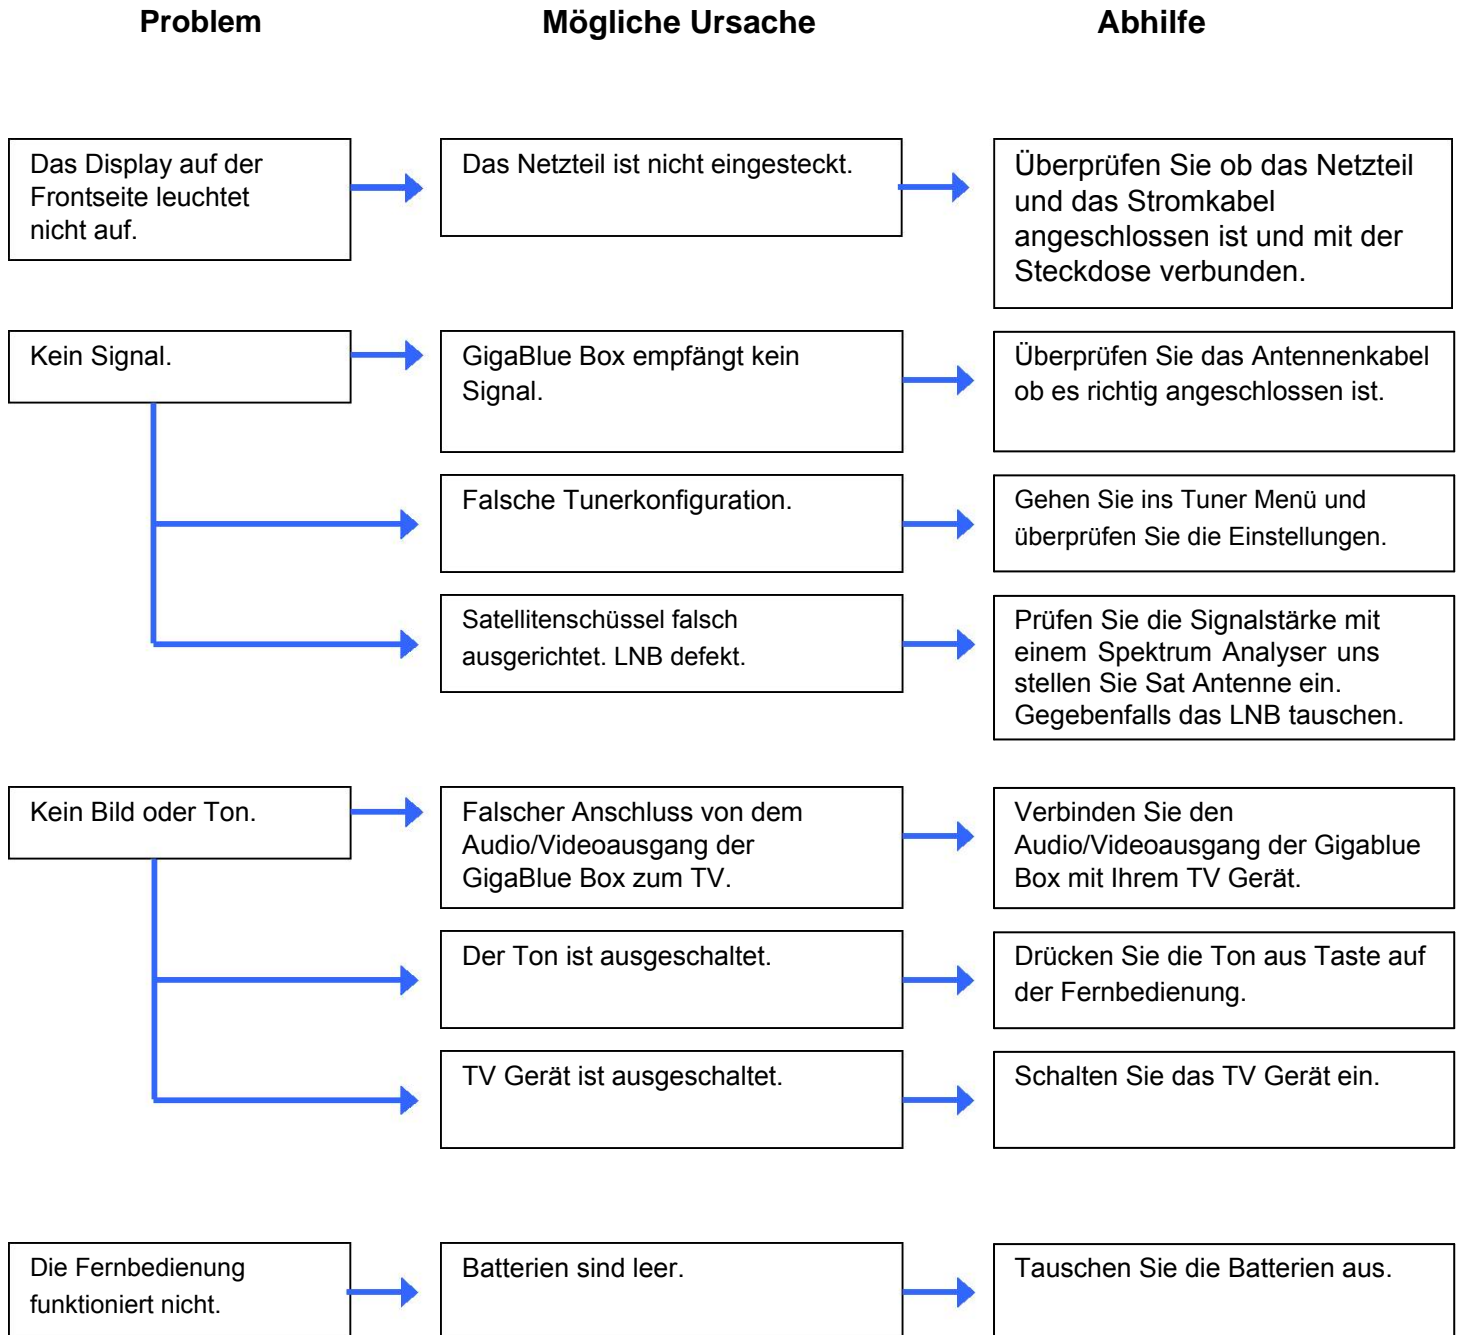 Problem Mögliche Ursache Abhilfe
Das Display auf der
Frontseite leuchtet
nicht auf.
Das Netzteil ist nicht eingesteckt.
Überprüfen Sie ob das Netzteil
und das Stromkabel
angeschlossen ist und mit der
Steckdose verbunden.
Kein Signal.
GigaBlue Box empfängt kein
Signal.
Überprüfen Sie das Antennenkabel
ob es richtig angeschlossen ist.
Falsche Tunerkonfiguration.
Gehen Sie ins Tuner Menü und
überprüfen Sie die Einstellungen.
Satellitenschüssel falsch
ausgerichtet. LNB defekt.
Prüfen Sie die Signalstärke mit
einem Spektrum Analyser uns
stellen Sie Sat Antenne ein.
Gegebenfalls das LNB tauschen.
Kein Bild oder Ton.
Falscher Anschluss von dem
Audio/Videoausgang der
GigaBlue Box zum TV.
Verbinden Sie den
Audio/Videoausgang der Gigablue
Box mit Ihrem TV Gerät.
Der Ton ist ausgeschaltet.
Drücken Sie die Ton aus Taste auf
der Fernbedienung.
TV Gerät ist ausgeschaltet.
Schalten Sie das TV Gerät ein.
Die Fernbedienung
funktioniert nicht.
Batterien sind leer.
Tauschen Sie die Batterien aus.